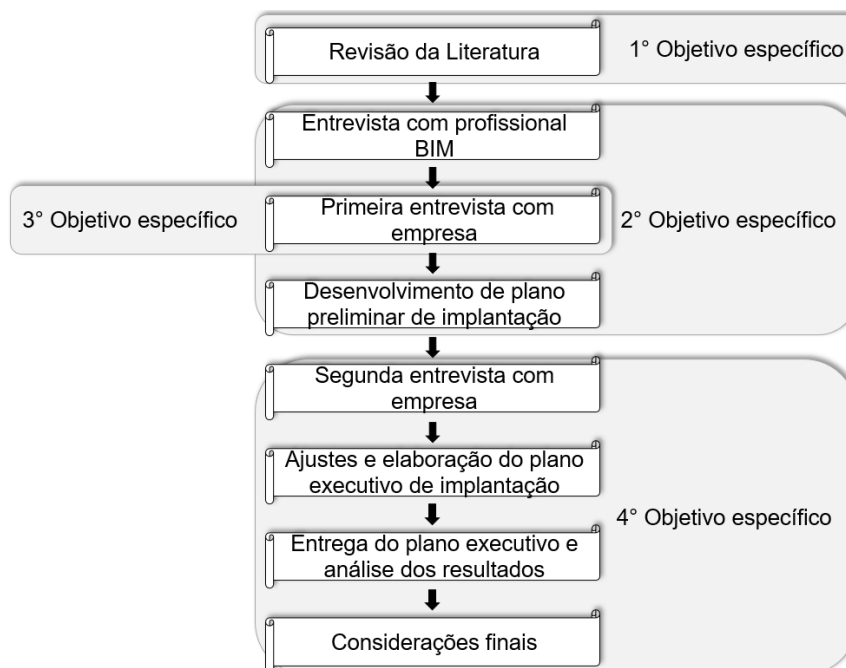 Revisão da Literatura
1° Objetivo específico
Entrevista com profissional
BIM
3° Objetivo específico
Primeira entrevista com
empresa
2° Objetivo específico
Desenvolvimento de plano
preliminar de implantação
Segunda entrevista com
empresa
Ajustes e elaboração do plano
executivo de implantação
4° Objetivo específico
Entrega do plano executivo e
análise dos resultados
Considerações finais